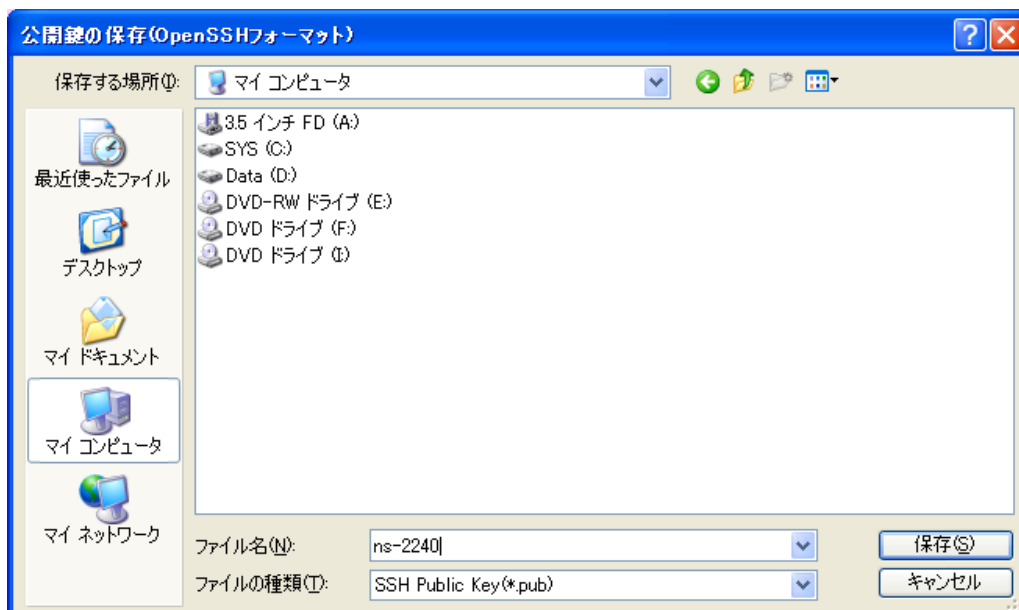 公開鍵の保存(OpenSSHフォーマット)
保存する場所(I):
マイ コンピュータ
3.5 インチ FD (A:)
SYS (C:)
Data (D:)
DVD-RW ドライブ (E:)
DVD ドライブ (F:)
DVD ドライブ (I:)
最近使ったファイル
デスクトップ
マイ ドキュメント
マイ コンピュータ
マイ ネットワーク
ファイル名(N):
ns-2240
保存(S)
ファイルの種類(T):
SSH Public Key(*.pub)
キャンセル